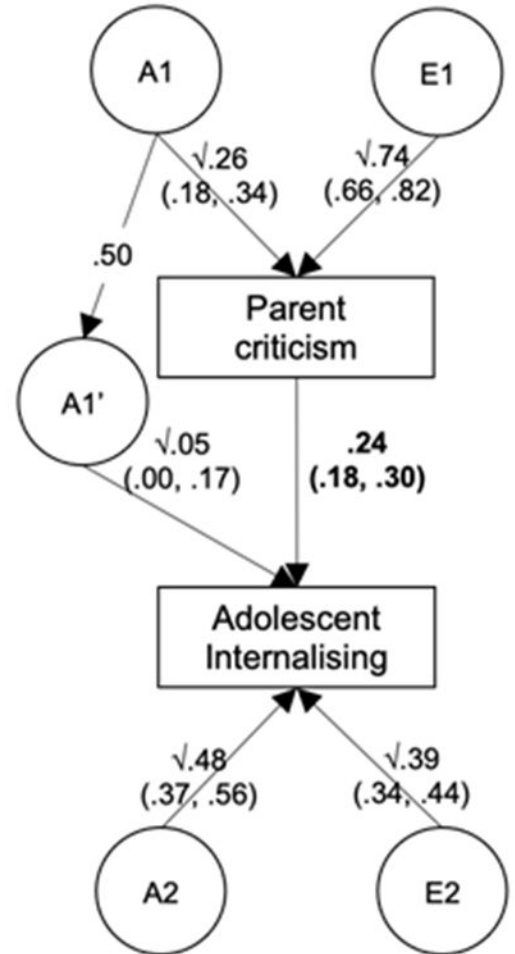 A1
E1
√.26
(.18, .34)
√.74
(.66, .82)
.50
Parent
criticism
A1’
√.05
(.00, .17)
.24
(.18, .30)
Adolescent
Internalising
√.48
(.37, .56)
√.39
(.34, .44)
A2
E2